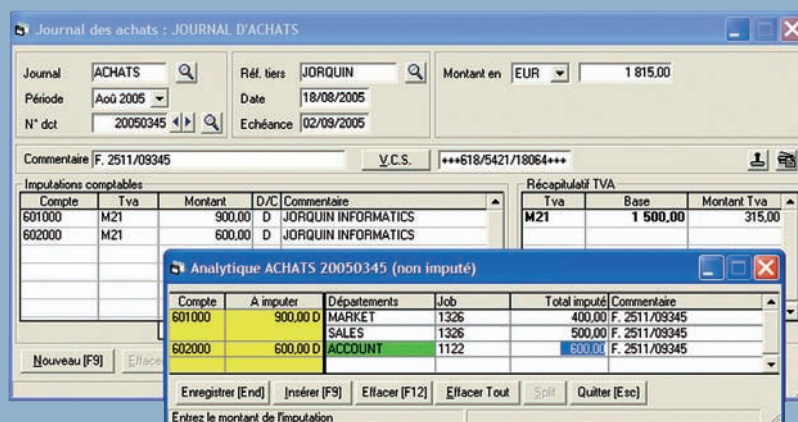 Journal des achats : JOURNAL D'ACHATS
Journal ACHATS Réf. tiers JORQUIN Montant en EUR 1 815,00
Période Aoû 2005 Date 18/08/2005
N° dct 20050345 Echéance 02/09/2005
Commentaire F. 2511/09345 V.C.S. +++618/5421/18064+++
Imputations comptables Récapitulatif TVA
Compte Tva Montant D/C Commentaire Tva Base Montant Tva
601000 M21 900,00 D JORQUIN INFORMATICS M21 1 500,00 315,00
602000 M21 600,00 D JORQUIN INFORMATICS
Analytique ACHATS 20050345 (non imputé)
Compte A imputer Départements Job Total imputé Commentaire
601000 900,00 D MARKET 1326 400,00 F. 2511/09345
SALES 1326 500,00 F. 2511/09345
602000 600,00 D ACCOUNT 1122 600,00 F. 2511/09345
Nouveau [F9] Efface
Enregistrer [End] Insérer [F9] Effacer [F12] Effacer Tout Split Quitter [Esc]
Entrez le montant de l'imputation